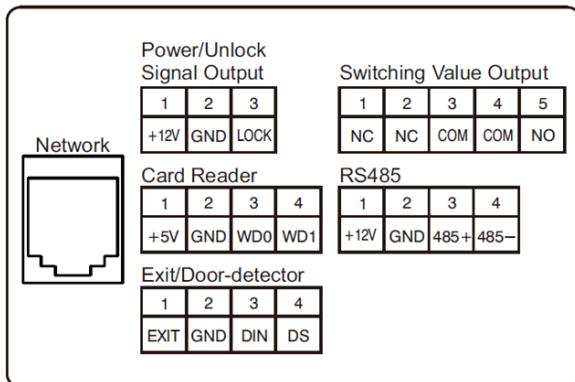 Power/Unlock
Signal Output
1 2 3
+12V GND LOCK
Switching Value Output
1 2 3 4 5
NC NC COM COM NO
Network
Card Reader
1 2 3 4
+5V GND WD0 WD1
RS485
1 2 3 4
+12V GND 485+ 485−
Exit/Door-detector
1 2 3 4
EXIT GND DIN DS